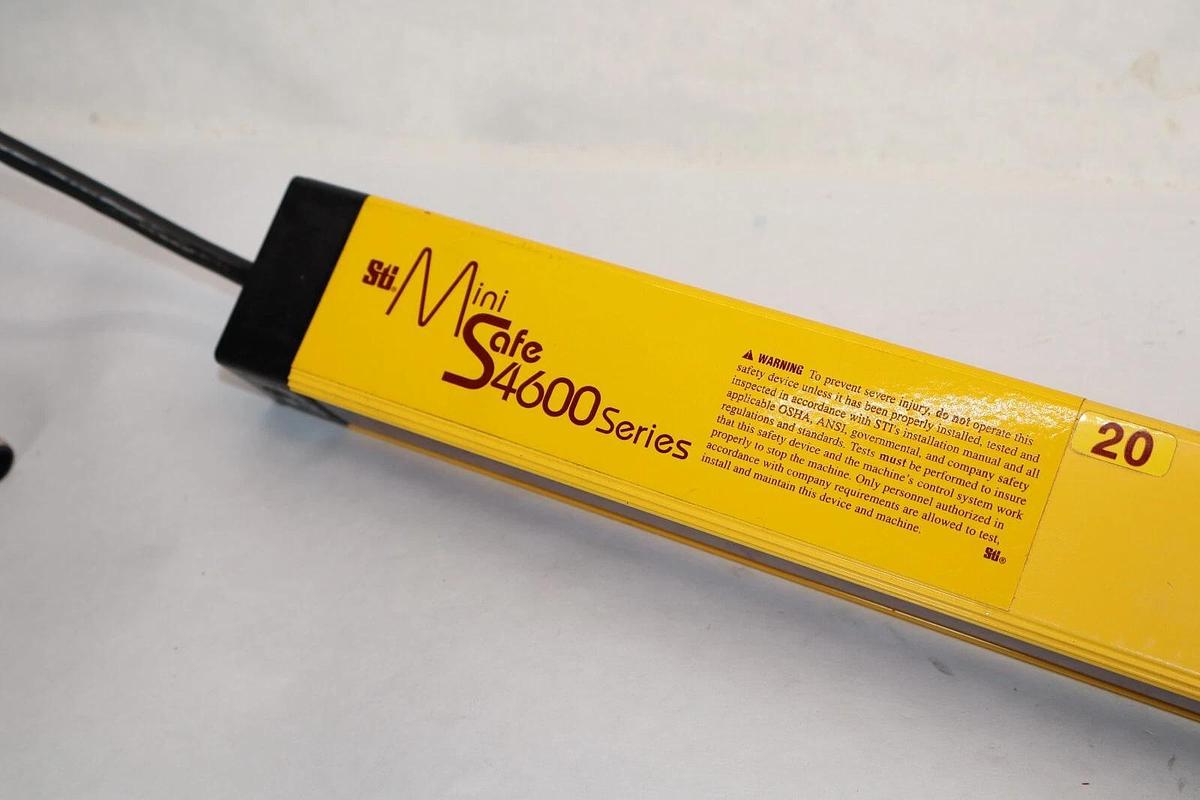 Sti® Mini
Safe
S4600 Series
⚠ WARNING To prevent severe injury, do not operate this
safety device unless it has been properly installed, tested and
inspected in accordance with STI's installation manual and all
applicable OSHA, ANSI, governmental, and company safety
regulations and standards. Tests must be performed to insure
that this safety device and the machine's control system work
properly to stop the machine. Only personnel authorized in
accordance with company requirements are allowed to test,
install and maintain this device and machine.
Sti®
20